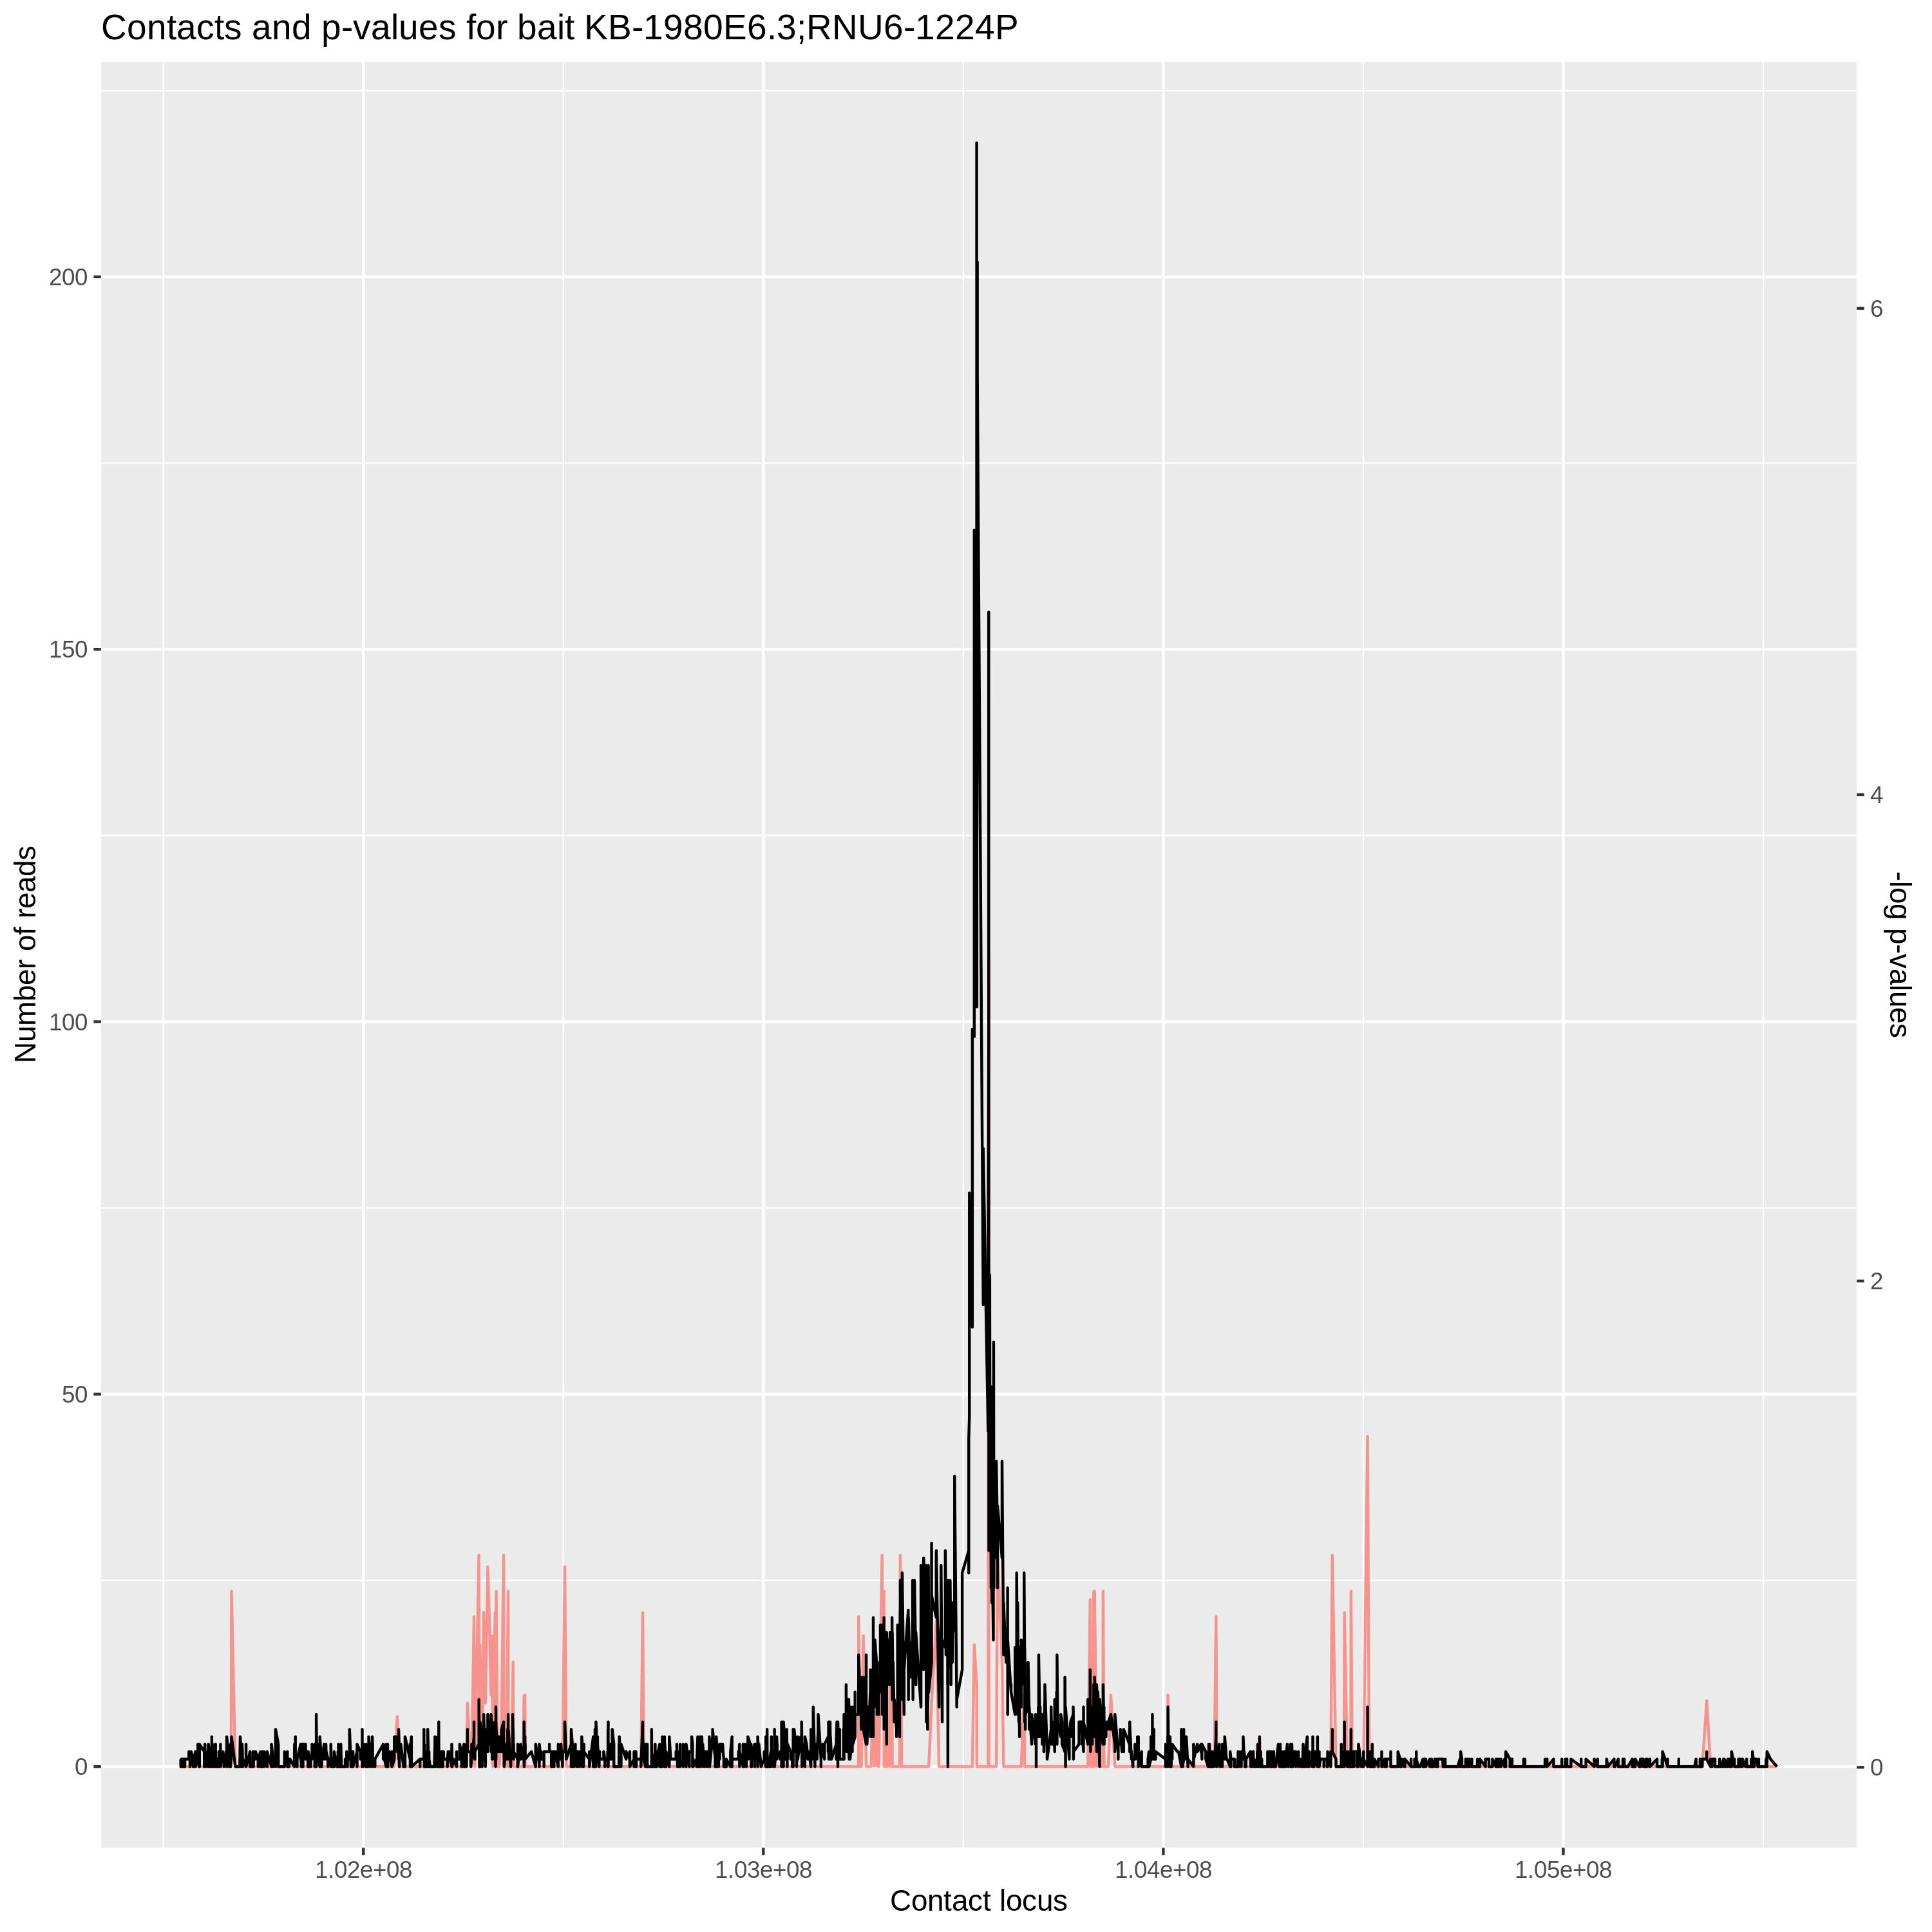 Contacts and p-values for bait KB-1980E6.3;RNU6-1224P
Number of reads
200
150
100
50
0
6
4
2
0
-log p-values
1.02e+08
1.03e+08
1.04e+08
1.05e+08
Contact locus